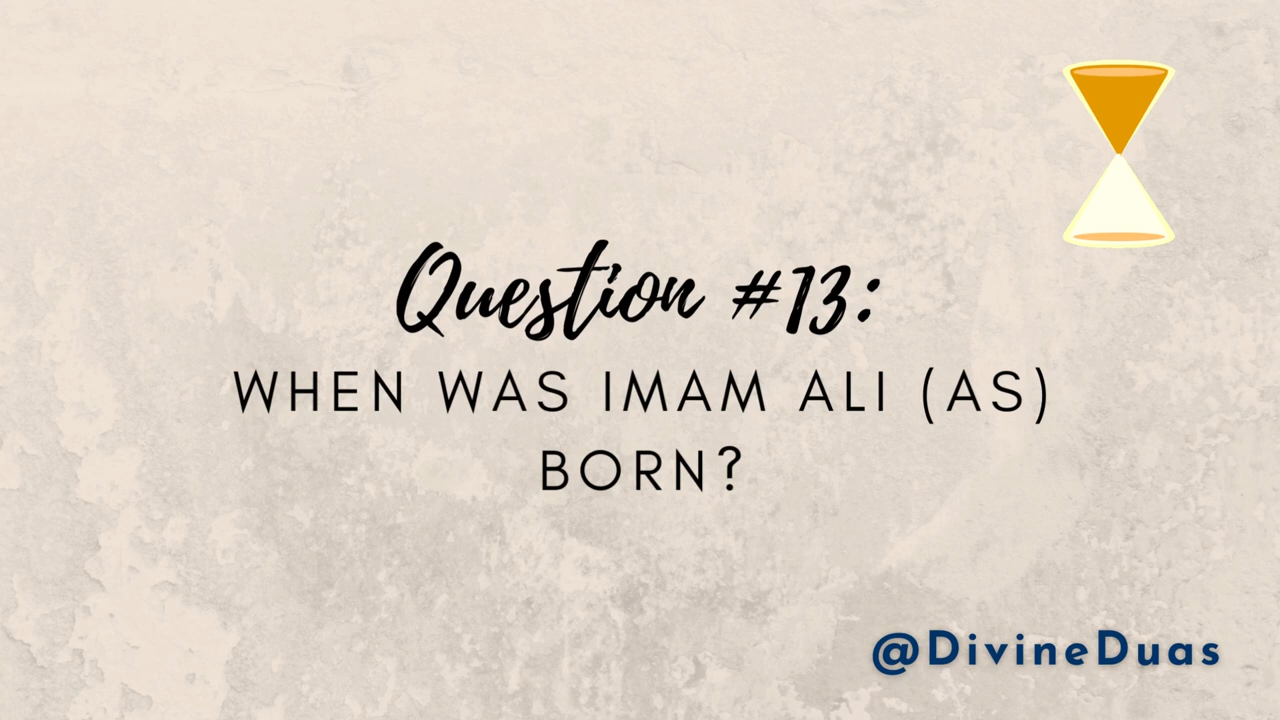 Question #13:
WHEN WAS IMAM ALI (AS)
BORN?
@DivineDuas